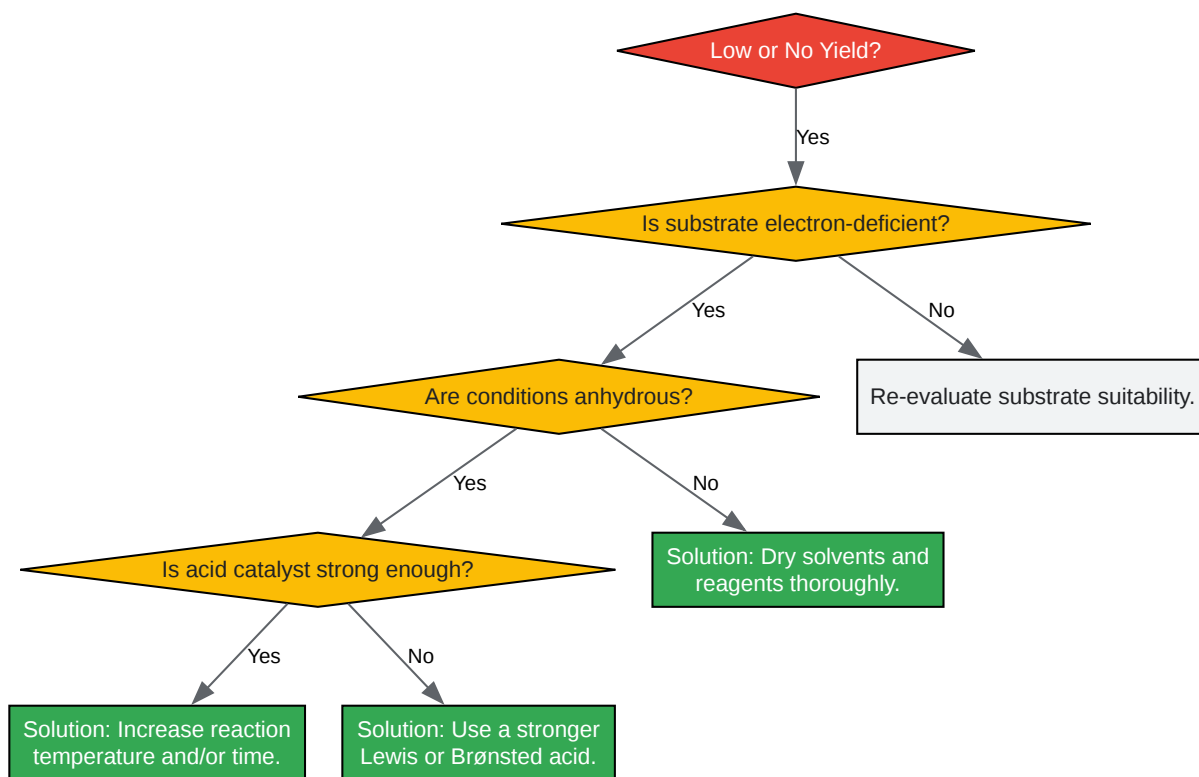 Low or No Yield?
Yes
Is substrate electron-deficient?
Yes
No
Are conditions anhydrous?
Re-evaluate substrate suitability.
Yes
No
Is acid catalyst strong enough?
Solution: Dry solvents and
reagents thoroughly.
Yes
No
Solution: Increase reaction
temperature and/or time.
Solution: Use a stronger
Lewis or Brønsted acid.